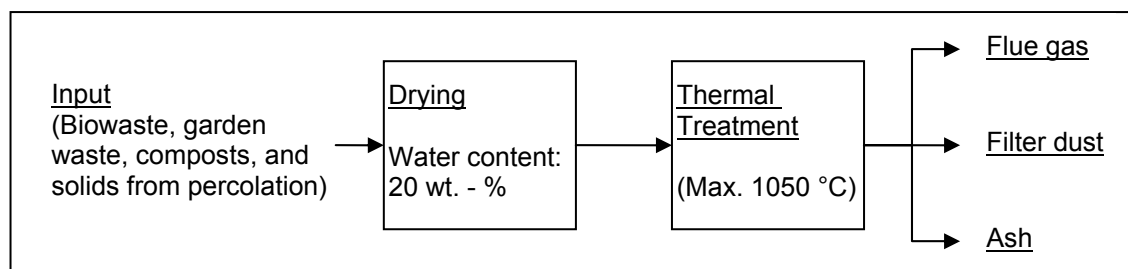 Input
(Biowaste, garden
waste, composts, and
solids from percolation)
Drying
Water content:
20 wt. - %
Thermal
Treatment
(Max. 1050 °C)
Flue gas
Filter dust
Ash